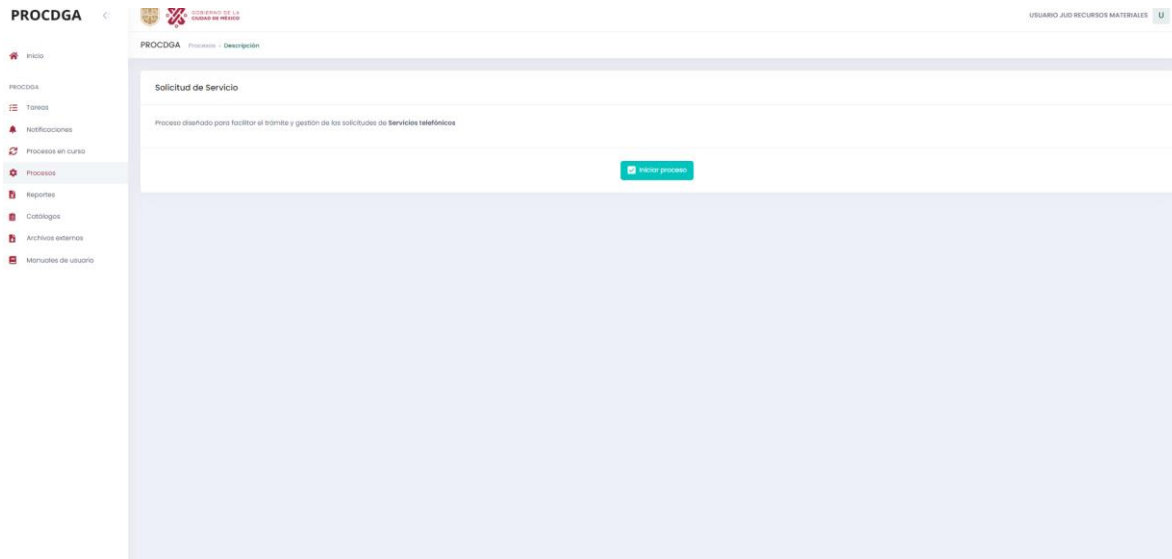 PROCDGA
GOBIERNO DE LA
CIUDAD DE MÉXICO
USUARIO JUD RECURSOS MATERIALES U
PROCDGA Procesos - Descripción
Inicio
PROCDGA
Tareas
Notificaciones
Procesos en curso
Procesos
Reportes
Catálogos
Archivos externos
Manuales de usuario
Solicitud de Servicio
Proceso diseñado para facilitar el trámite y gestión de las solicitudes de Servicios telefónicos
Iniciar proceso